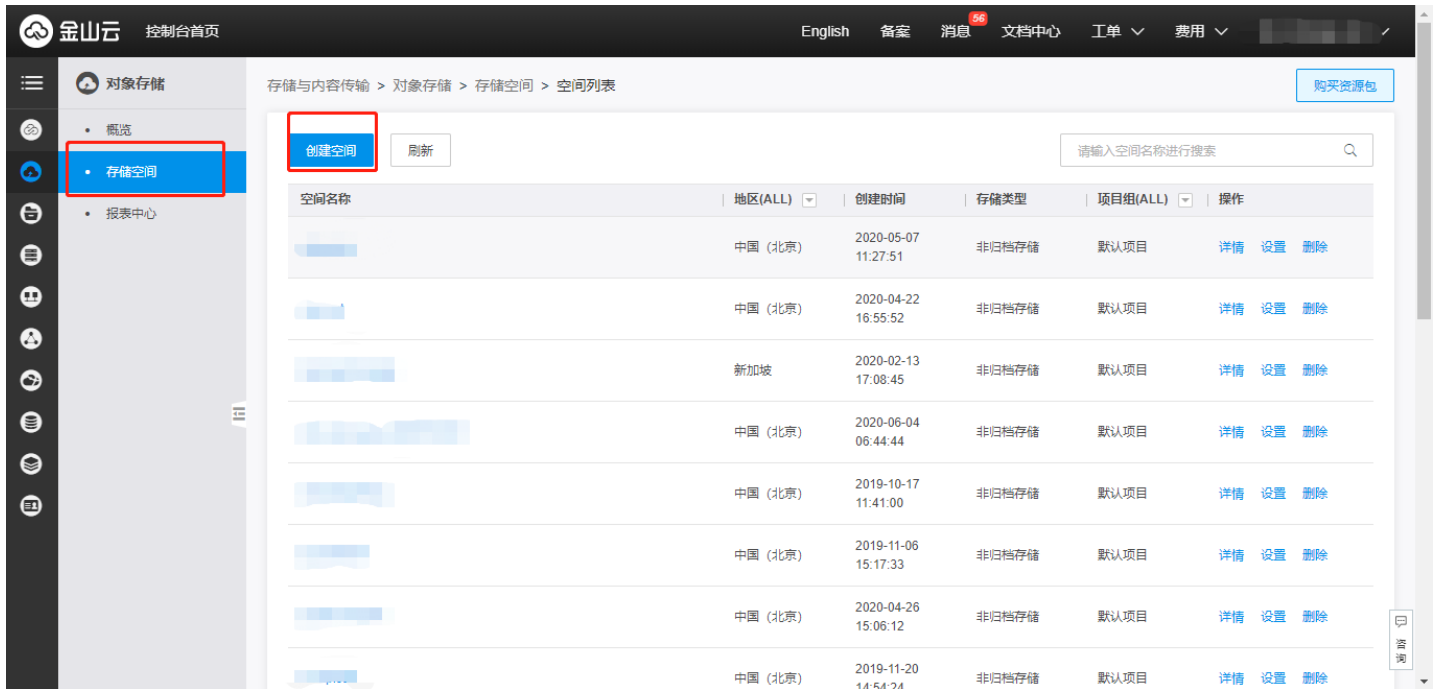 金山云 控制台首页 English 备案 消息 56 文档中心 工单 费用
对象存储
存储与内容传输 > 对象存储 > 存储空间 > 空间列表 购买资源包
概览
存储空间
报表中心
创建空间 刷新 请输入空间名称进行搜索
空间名称 地区(ALL) 创建时间 存储类型 项目组(ALL) 操作
中国（北京） 2020-05-07 11:27:51 非归档存储 默认项目 详情 设置 删除
中国（北京） 2020-04-22 16:55:52 非归档存储 默认项目 详情 设置 删除
新加坡 2020-02-13 17:08:45 非归档存储 默认项目 详情 设置 删除
中国（北京） 2020-06-04 06:44:44 非归档存储 默认项目 详情 设置 删除
中国（北京） 2019-10-17 11:41:00 非归档存储 默认项目 详情 设置 删除
中国（北京） 2019-11-06 15:17:33 非归档存储 默认项目 详情 设置 删除
中国（北京） 2020-04-26 15:06:12 非归档存储 默认项目 详情 设置 删除
中国（北京） 2019-11-20 14:54:24 非归档存储 默认项目 详情 设置 删除
咨询